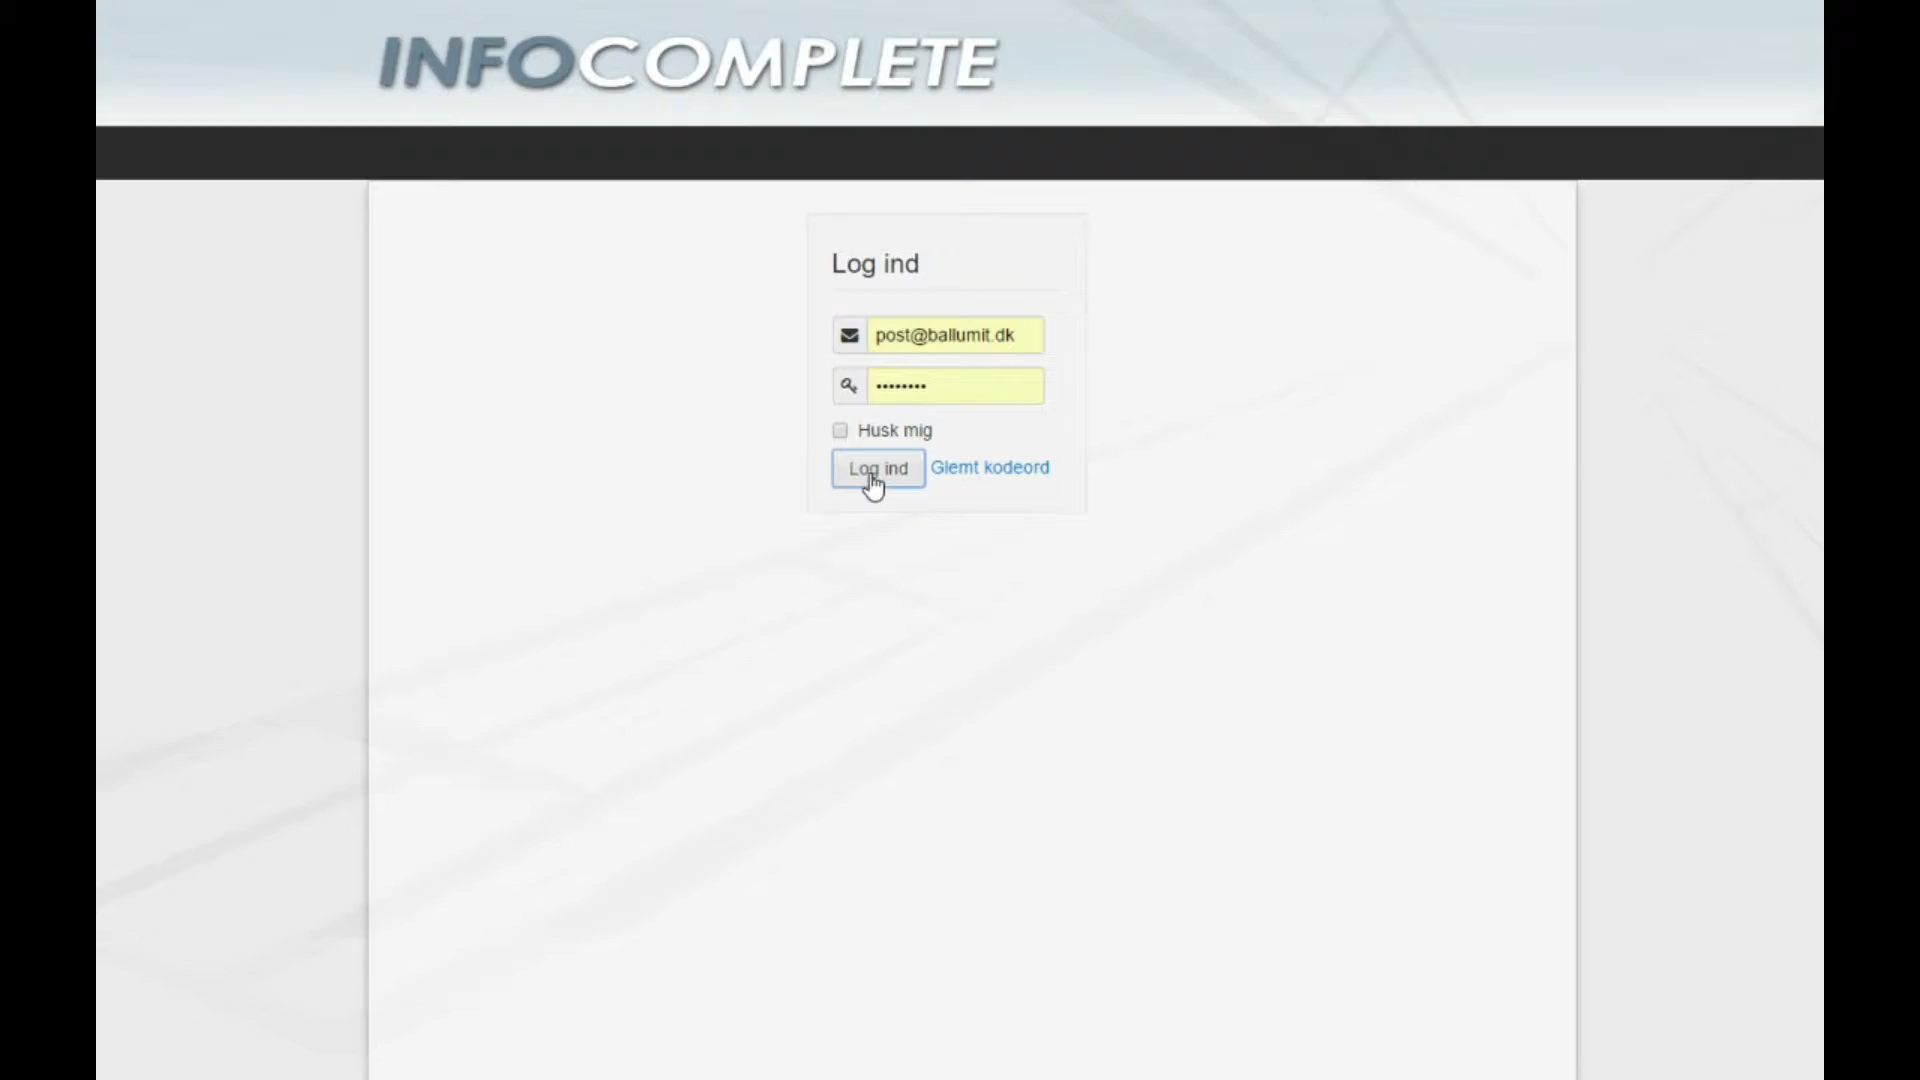 INFOCOMPLETE
Log ind
post@ballumit.dk
••••••••
Husk mig
Log ind Glemt kodeord